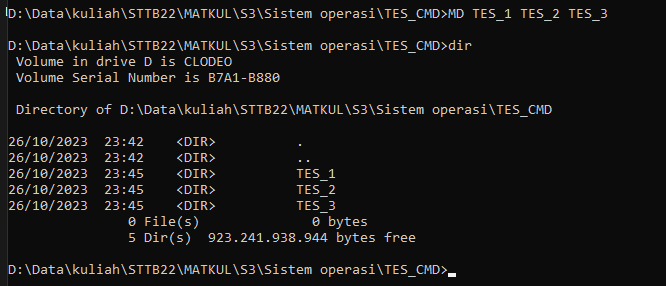 D:\Data\kuliah\STTB22\MATKUL\S3\Sistem operasi\TES_CMD>MD TES_1 TES_2 TES_3
D:\Data\kuliah\STTB22\MATKUL\S3\Sistem operasi\TES_CMD>dir
Volume in drive D is CLODEO
Volume Serial Number is B7A1-B880
Directory of D:\Data\kuliah\STTB22\MATKUL\S3\Sistem operasi\TES_CMD
26/10/2023  23:42    <DIR>          .
26/10/2023  23:42    <DIR>          ..
26/10/2023  23:45    <DIR>          TES_1
26/10/2023  23:45    <DIR>          TES_2
26/10/2023  23:45    <DIR>          TES_3
0 File(s)              0 bytes
5 Dir(s)  923.241.938.944 bytes free
D:\Data\kuliah\STTB22\MATKUL\S3\Sistem operasi\TES_CMD>